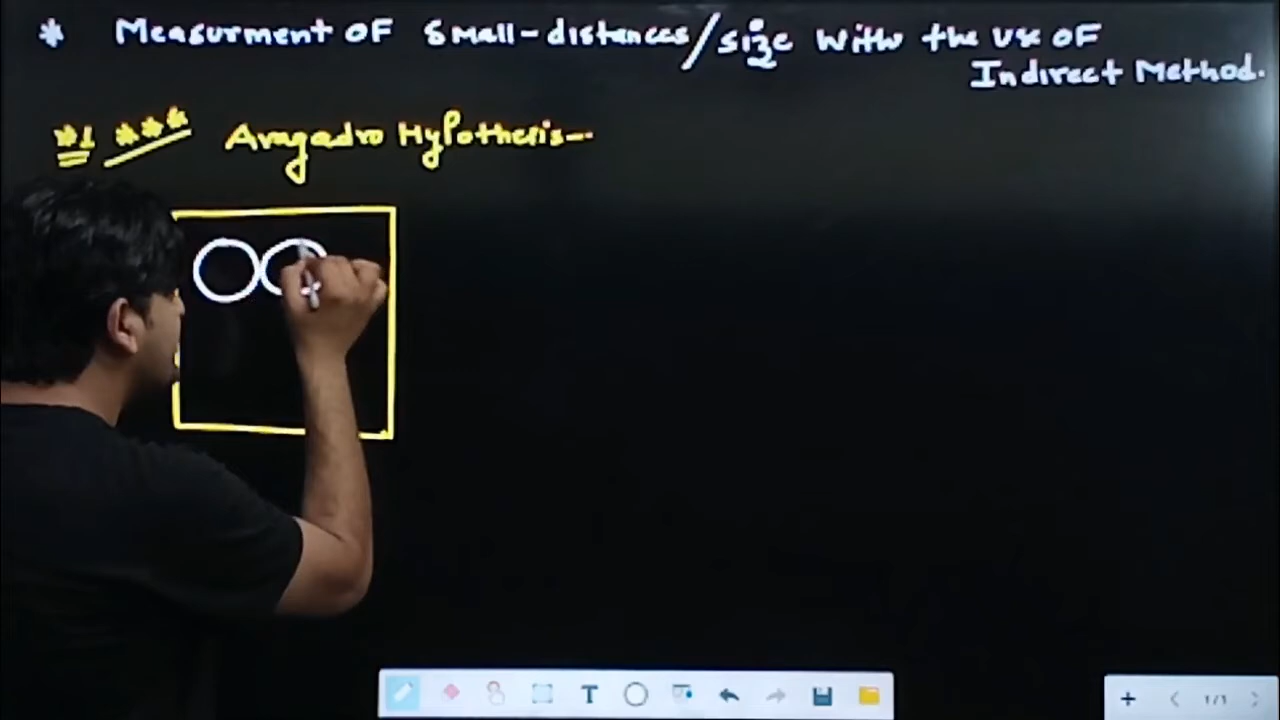 * Measurment OF Small-distances/size With the use OF
Indirect Method.
*1 *** Avagadro Hypothesis--
T
+ < 1/1 >